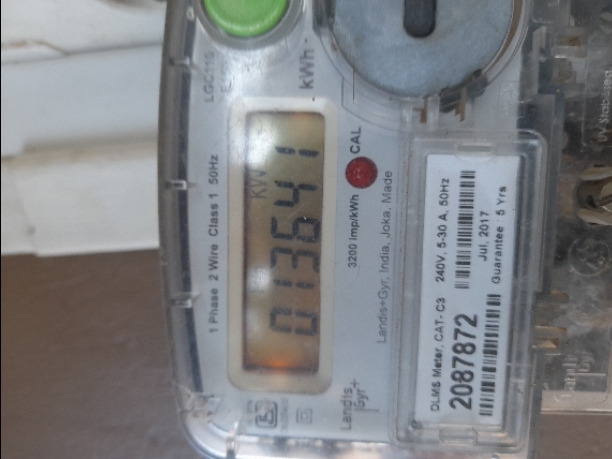 LGC11S
kWh
1 Phase 2 Wire Class 1 50Hz
KW
013641
3200 Imp/kWh
CAL
Landis+Gyr, India, Joka, Made
Landis
Gyr+
DLMS Meter, CAT- C3 240V, 5-30 A, 50Hz
2087872
Jul, 2017
Guarantee : 5 Yrs